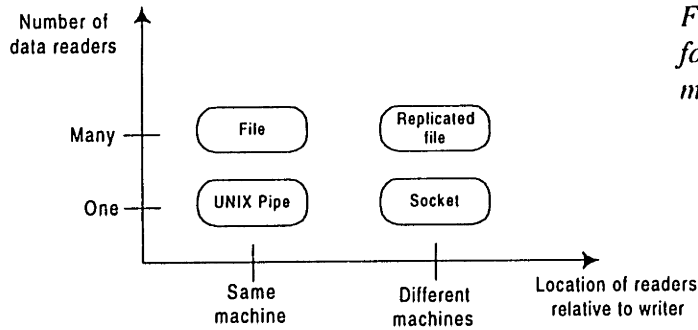 Number of
data readers
Many
One
File
Replicated
file
UNIX Pipe
Socket
Same
machine
Different
machines
Location of readers
relative to writer